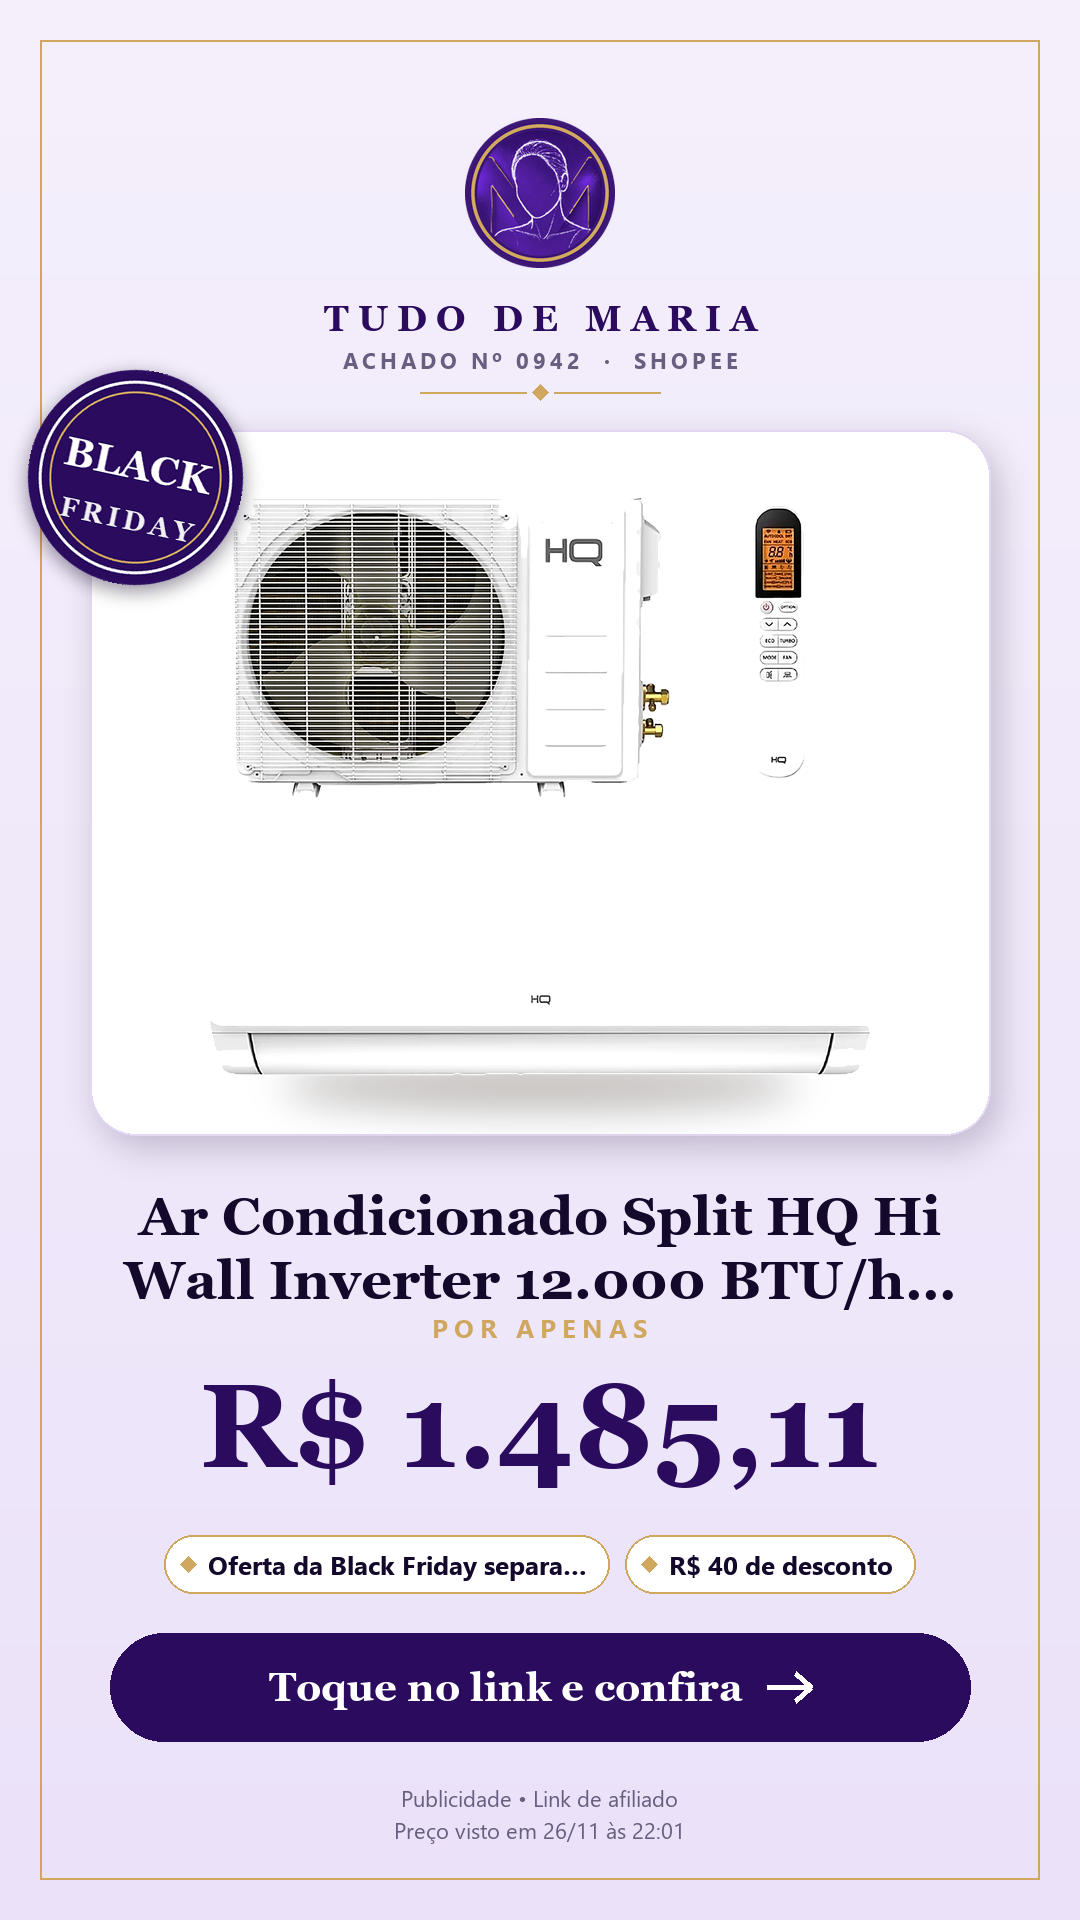 TUDO DE MARIA
ACHADO Nº 0942 · SHOPEE
BLACK
FRIDAY
HQ
HQ
HQ
Ar Condicionado Split HQ Hi
Wall Inverter 12.000 BTU/h...
POR APENAS
R$ 1.485,11
Oferta da Black Friday separa...
R$ 40 de desconto
Toque no link e confira →
Publicidade • Link de afiliado
Preço visto em 26/11 às 22:01